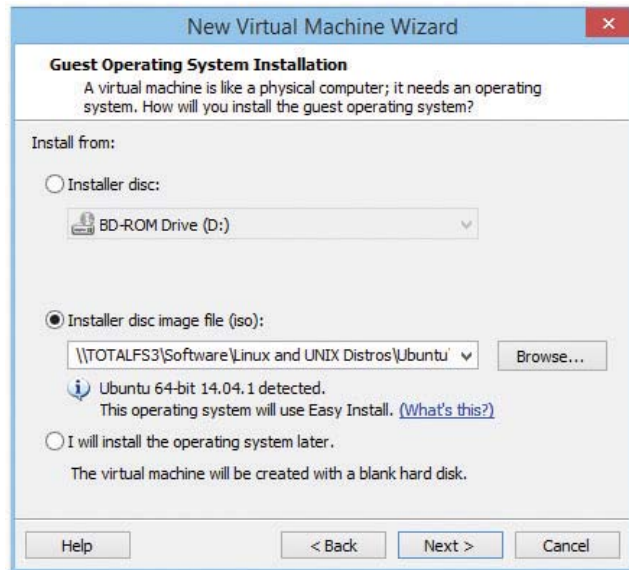 New Virtual Machine Wizard
Guest Operating System Installation
A virtual machine is like a physical computer; it needs an operating
system. How will you install the guest operating system?
Install from:
Installer disc:
BD-ROM Drive (D:)
Installer disc image file (iso):
\\TOTALFS3\Software\Linux and UNIX Distros\Ubuntu
Browse...
Ubuntu 64-bit 14.04.1 detected.
This operating system will use Easy Install. (What's this?)
I will install the operating system later.
The virtual machine will be created with a blank hard disk.
Help
< Back
Next >
Cancel